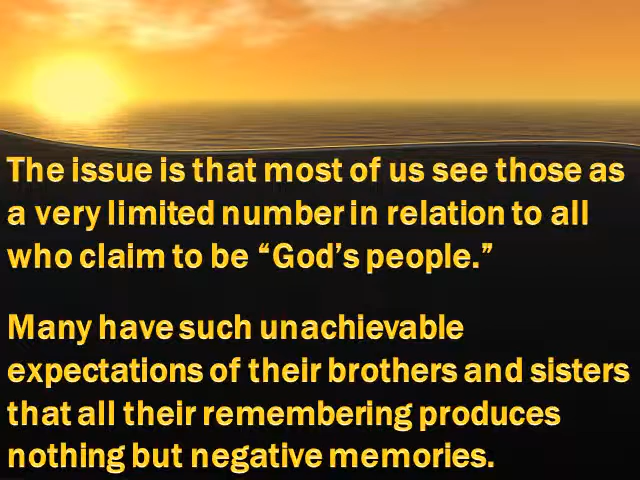 The issue is that most of us see those as
a very limited number in relation to all
who claim to be “God’s people.”
Many have such unachievable
expectations of their brothers and sisters
that all their remembering produces
nothing but negative memories.